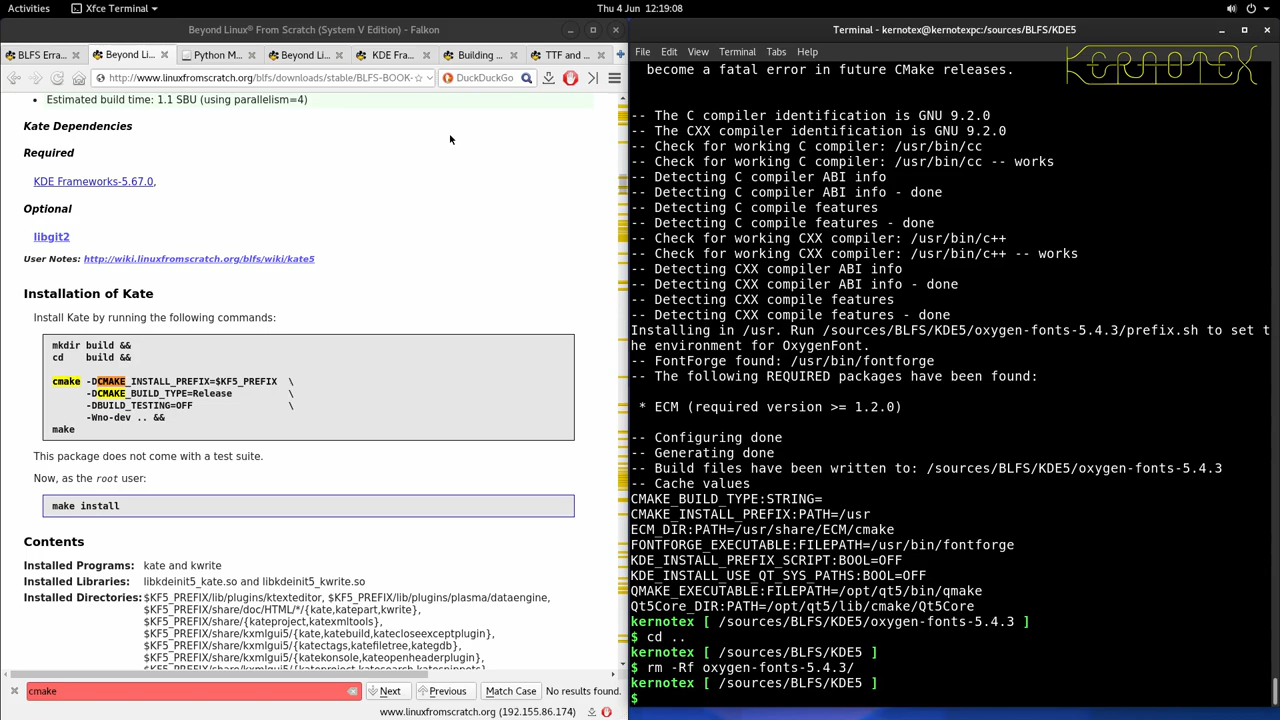 Activities
Xfce Terminal
Thu 4 Jun 12:19:08
Beyond Linux® From Scratch (System V Edition) - Falkon
BLFS Erra...
Beyond Li...
Python M...
Beyond Li...
KDE Fra...
Building ...
TTF and ...
http://www.linuxfromscratch.org/blfs/downloads/stable/BLFS-BOOK-
DuckDuckGo
• Estimated build time: 1.1 SBU (using parallelism=4)
Kate Dependencies
Required
KDE Frameworks-5.67.0,
Optional
libgit2
User Notes: http://wiki.linuxfromscratch.org/blfs/wiki/kate5
Installation of Kate
Install Kate by running the following commands:
mkdir build &&
cd    build &&
cmake -DCMAKE_INSTALL_PREFIX=$KF5_PREFIX  \
-DCMAKE_BUILD_TYPE=Release          \
-DBUILD_TESTING=OFF                 \
-Wno-dev .. &&
make
This package does not come with a test suite.
Now, as the root user:
make install
Contents
Installed Programs: kate and kwrite
Installed Libraries: libkdeinit5_kate.so and libkdeinit5_kwrite.so
Installed Directories: $KF5_PREFIX/lib/plugins/ktexteditor, $KF5_PREFIX/lib/plugins/plasma/dataengine,
$KF5_PREFIX/share/doc/HTML/*/{kate,katepart,kwrite},
$KF5_PREFIX/share/{kateproject,katexmltools},
$KF5_PREFIX/share/kxmlgui5/{kate,katebuild,katecloseexceptplugin},
$KF5_PREFIX/share/kxmlgui5/{katectags,katefiletree,kategdb},
$KF5_PREFIX/share/kxmlgui5/{katekonsole,kateopenheaderplugin},
cmake
Next
Previous
Match Case
No results found.
www.linuxfromscratch.org (192.155.86.174)
Terminal - kernotex@kernotexpc:/sources/BLFS/KDE5
File Edit View Terminal Tabs Help
KERNOTEX
become a fatal error in future CMake releases.
-- The C compiler identification is GNU 9.2.0
-- The CXX compiler identification is GNU 9.2.0
-- Check for working C compiler: /usr/bin/cc
-- Check for working C compiler: /usr/bin/cc -- works
-- Detecting C compiler ABI info
-- Detecting C compiler ABI info - done
-- Detecting C compile features
-- Detecting C compile features - done
-- Check for working CXX compiler: /usr/bin/c++
-- Check for working CXX compiler: /usr/bin/c++ -- works
-- Detecting CXX compiler ABI info
-- Detecting CXX compiler ABI info - done
-- Detecting CXX compile features
-- Detecting CXX compile features - done
Installing in /usr. Run /sources/BLFS/KDE5/oxygen-fonts-5.4.3/prefix.sh to set t
he environment for OxygenFont.
-- FontForge found: /usr/bin/fontforge
-- The following REQUIRED packages have been found:
* ECM (required version >= 1.2.0)
-- Configuring done
-- Generating done
-- Build files have been written to: /sources/BLFS/KDE5/oxygen-fonts-5.4.3
-- Cache values
CMAKE_BUILD_TYPE:STRING=
CMAKE_INSTALL_PREFIX:PATH=/usr
ECM_DIR:PATH=/usr/share/ECM/cmake
FONTFORGE_EXECUTABLE:FILEPATH=/usr/bin/fontforge
KDE_INSTALL_PREFIX_SCRIPT:BOOL=OFF
KDE_INSTALL_USE_QT_SYS_PATHS:BOOL=OFF
QMAKE_EXECUTABLE:FILEPATH=/opt/qt5/bin/qmake
Qt5Core_DIR:PATH=/opt/qt5/lib/cmake/Qt5Core
kernotex [ /sources/BLFS/KDE5/oxygen-fonts-5.4.3 ]
$ cd ..
kernotex [ /sources/BLFS/KDE5 ]
$ rm -Rf oxygen-fonts-5.4.3/
kernotex [ /sources/BLFS/KDE5 ]
$